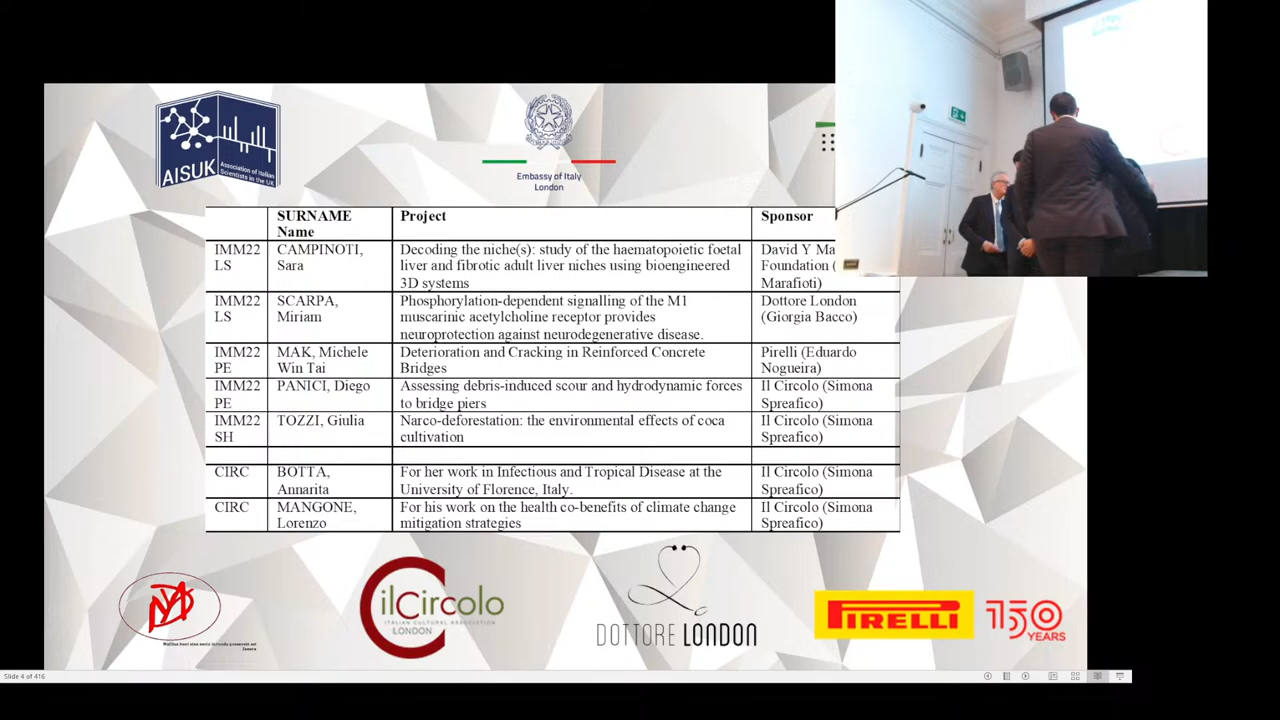 AISUK
Association of Italian
Scientists in the UK
Embassy of Italy
London
SURNAME
Name
Project
Sponsor
IMM22
LS
CAMPINOTI,
Sara
Decoding the niche(s): study of the haematopoietic foetal
liver and fibrotic adult liver niches using bioengineered
3D systems
David Y Ma
Foundation (
Marafioti)
IMM22
LS
SCARPA,
Miriam
Phosphorylation-dependent signalling of the M1
muscarinic acetylcholine receptor provides
neuroprotection against neurodegenerative disease.
Dottore London
(Giorgia Bacco)
IMM22
PE
MAK, Michele
Win Tai
Deterioration and Cracking in Reinforced Concrete
Bridges
Pirelli (Eduardo
Nogueira)
IMM22
PE
PANICI, Diego
Assessing debris-induced scour and hydrodynamic forces
to bridge piers
Il Circolo (Simona
Spreafico)
IMM22
SH
TOZZI, Giulia
Narco-deforestation: the environmental effects of coca
cultivation
Il Circolo (Simona
Spreafico)
CIRC
BOTTA,
Annarita
For her work in Infectious and Tropical Disease at the
University of Florence, Italy.
Il Circolo (Simona
Spreafico)
CIRC
MANGONE,
Lorenzo
For his work on the health co-benefits of climate change
mitigation strategies
Il Circolo (Simona
Spreafico)
ilCircolo
ITALIAN CULTURAL ASSOCIATION
LONDON
DOTTORE LONDON
PIRELLI
150
YEARS
Slide 4 of 416